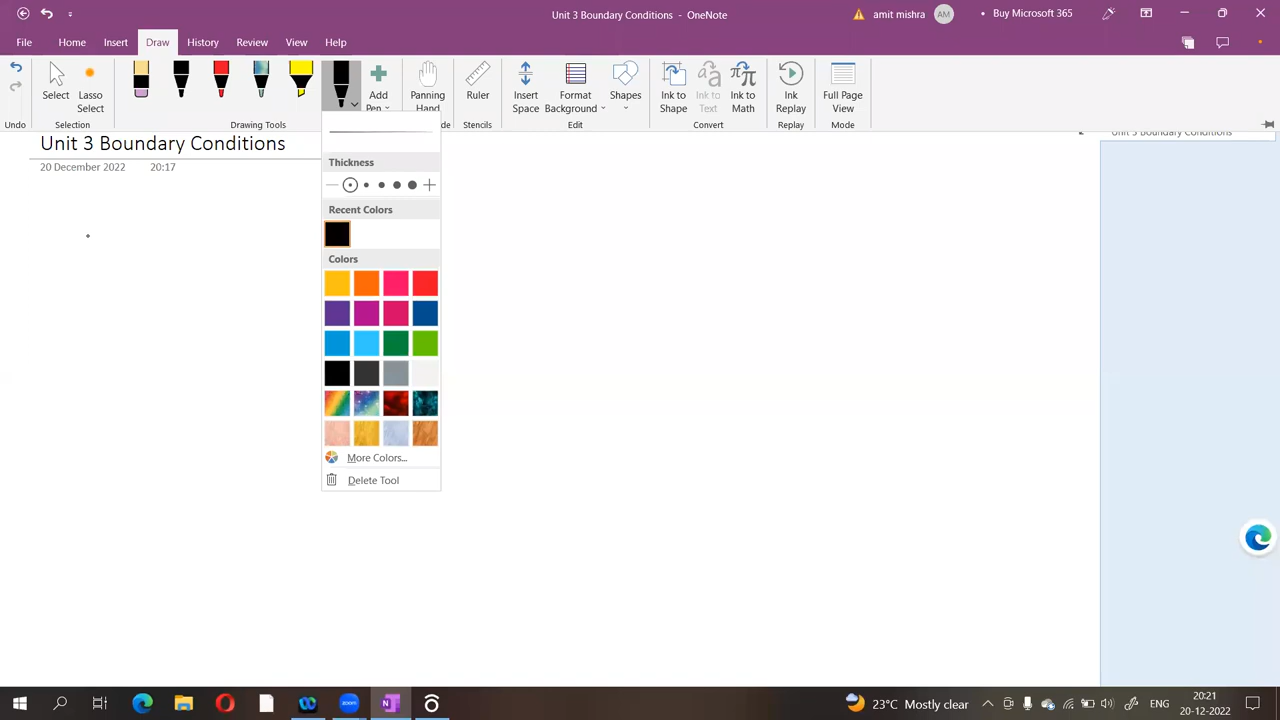 Unit 3 Boundary Conditions - OneNote
amit mishra
AM
Buy Microsoft 365
File
Home
Insert
Draw
History
Review
View
Help
Undo
Select
Lasso
Select
Selection
Drawing Tools
Add
Pen
Panning
Hand
de
Ruler
Stencils
Insert
Space
Format
Background
Shapes
Edit
Ink to
Shape
Ink to
Text
Ink to
Math
Convert
Ink
Replay
Replay
Full Page
View
Mode
Unit 3 Boundary Conditions
20 December 2022 20:17
Unit 3 Boundary Conditions
Thickness
Recent Colors
Colors
More Colors...
Delete Tool
zoom
23°C Mostly clear
ENG
20:21
20-12-2022